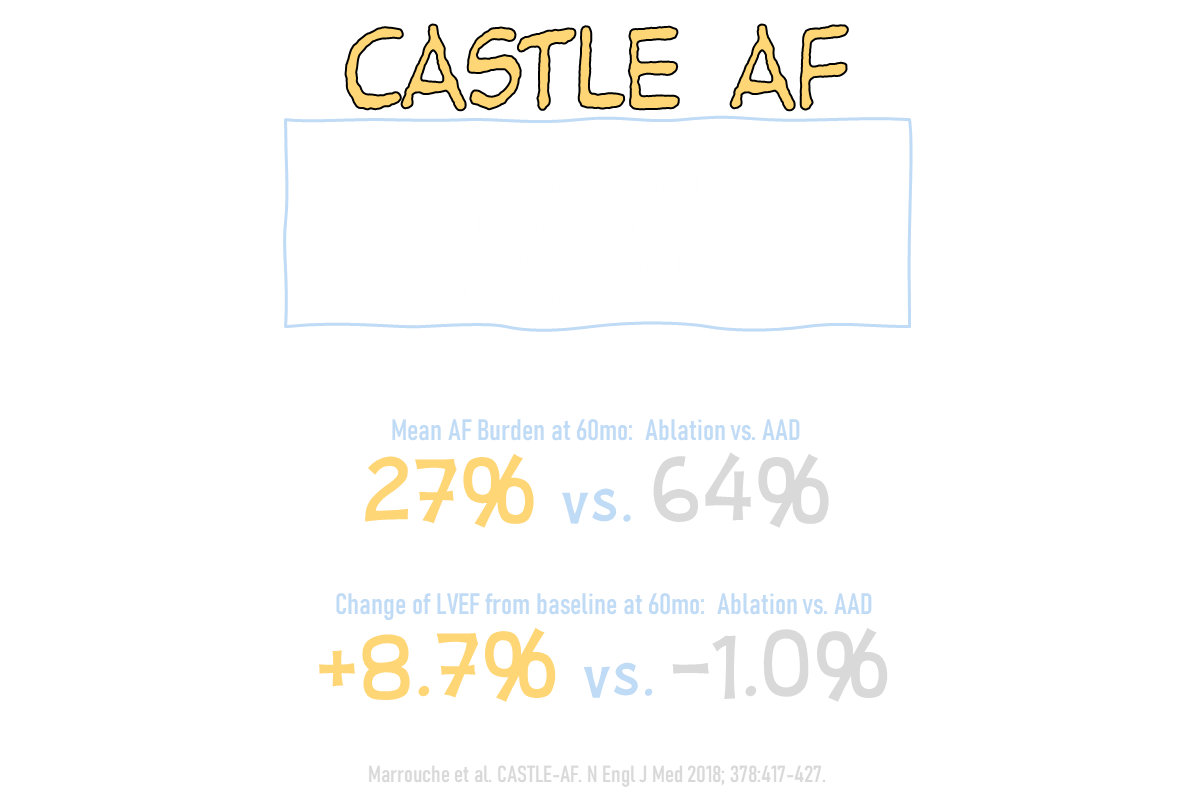 CASTLE AF
Mean AF Burden at 60mo: Ablation vs. AAD
27% vs. 64%
Change of LVEF from baseline at 60mo: Ablation vs. AAD
+8.7% vs. -1.0%
Marrouche et al. CASTLE-AF. N Engl J Med 2018; 378:417-427.